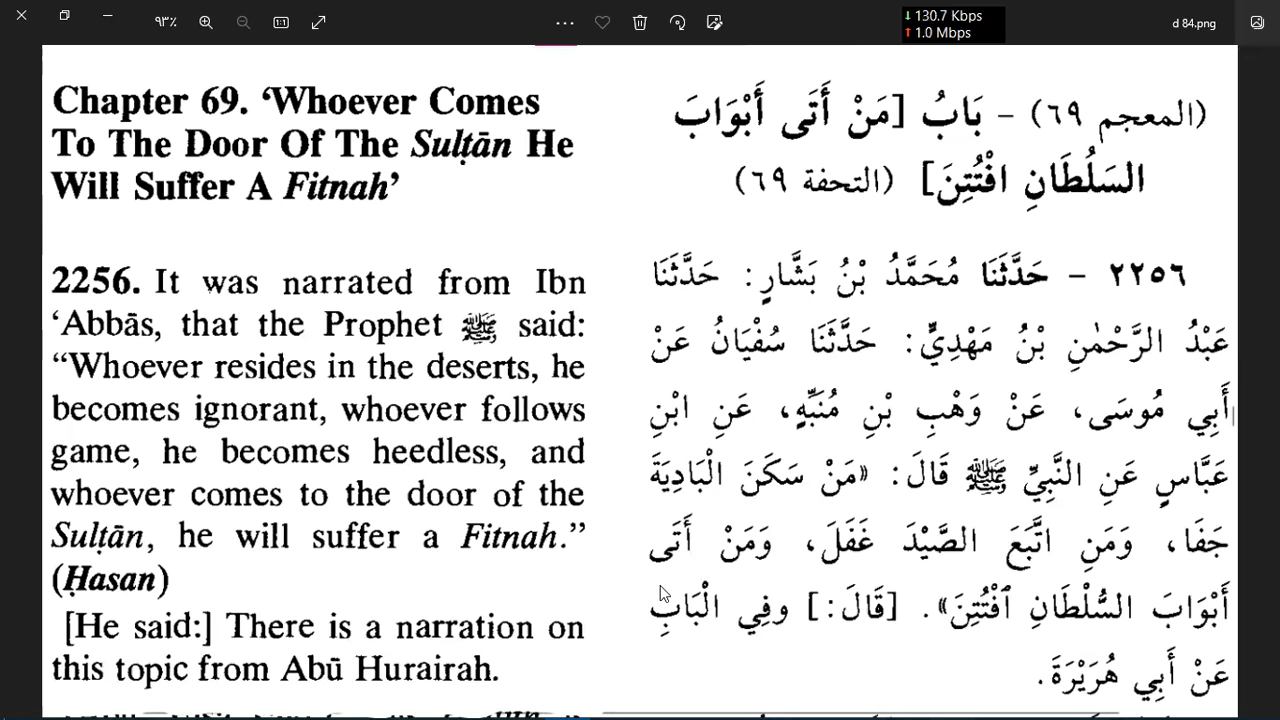 ٩٣٪
130.7 Kbps
1.0 Mbps
d 84.png
Chapter 69. ‘Whoever Comes
To The Door Of The Sulṭān He
Will Suffer A Fitnah’
2256. It was narrated from Ibn
‘Abbās, that the Prophet ﷺ said:
“Whoever resides in the deserts, he
becomes ignorant, whoever follows
game, he becomes heedless, and
whoever comes to the door of the
Sulṭān, he will suffer a Fitnah.”
(Ḥasan)
[He said:] There is a narration on
this topic from Abū Hurairah.
(المعجم ٦٩) – بَابُ [مَنْ أَتَى أَبْوَابَ
السَلُطَانِ افْتُتِنَ] (التحفة ٦٩)
٢٢٥٦ – حَدَّثَنَا مُحَمَّدُ بْنُ بَشَّارٍ: حَدَّثَنَا
عَبْدُ الرَّحْمٰنِ بْنُ مَهْدِيٍّ: حَدَّثَنَا سُفْيَانُ عَنْ
أَبِي مُوسَى، عَنْ وَهْبِ بْنِ مُنَبِّهٍ، عَنِ ابْنِ
عَبَّاسٍ عَنِ النَّبِيِّ ﷺ قَالَ: «مَنْ سَكَنَ الْبَادِيَةَ
جَفَا، وَمَنِ اتَّبَعَ الصَّيْدَ غَفَلَ، وَمَنْ أَتَى
أَبْوَابَ السُّلْطَانِ ٱفْتُتِنَ». [قَالَ:] وفِي الْبَابِ
عَنْ أَبِي هُرَيْرَةَ.